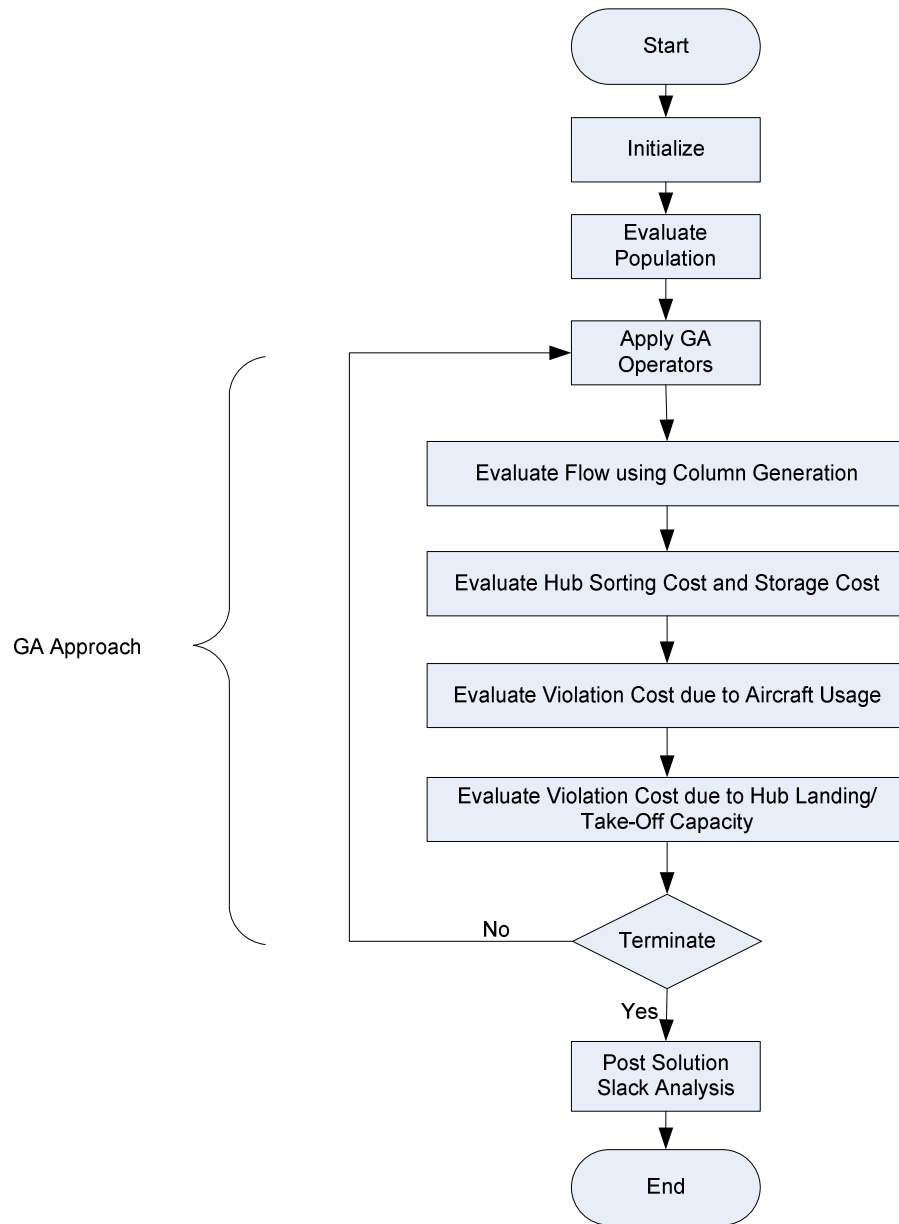 Start
Initialize
Evaluate
Population
Apply GA
Operators
Evaluate Flow using Column Generation
Evaluate Hub Sorting Cost and Storage Cost
GA Approach
Evaluate Violation Cost due to Aircraft Usage
Evaluate Violation Cost due to Hub Landing/
Take-Off Capacity
No
Terminate
Yes
Post Solution
Slack Analysis
End